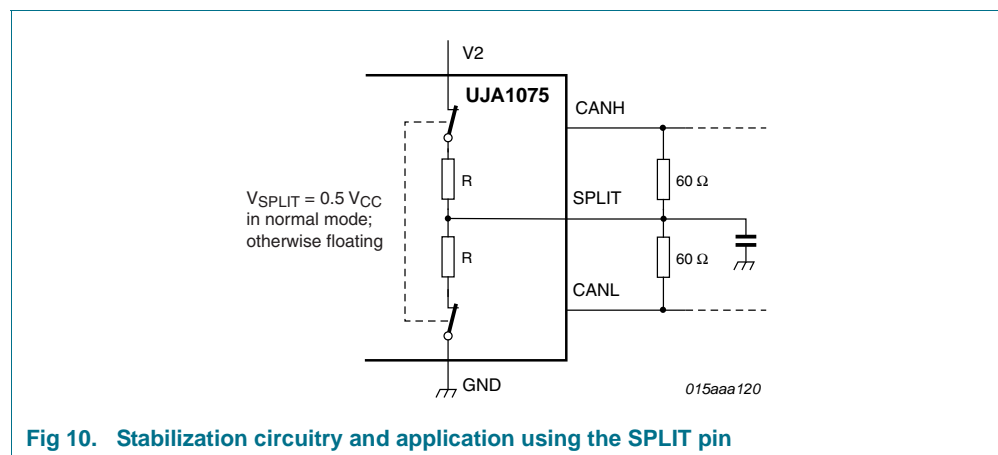 V2
UJA1075
CANH
R
60 Ω
VSPLIT = 0.5 VCC
in normal mode;
otherwise floating
SPLIT
R
60 Ω
CANL
GND
015aaa120
Fig 10. Stabilization circuitry and application using the SPLIT pin